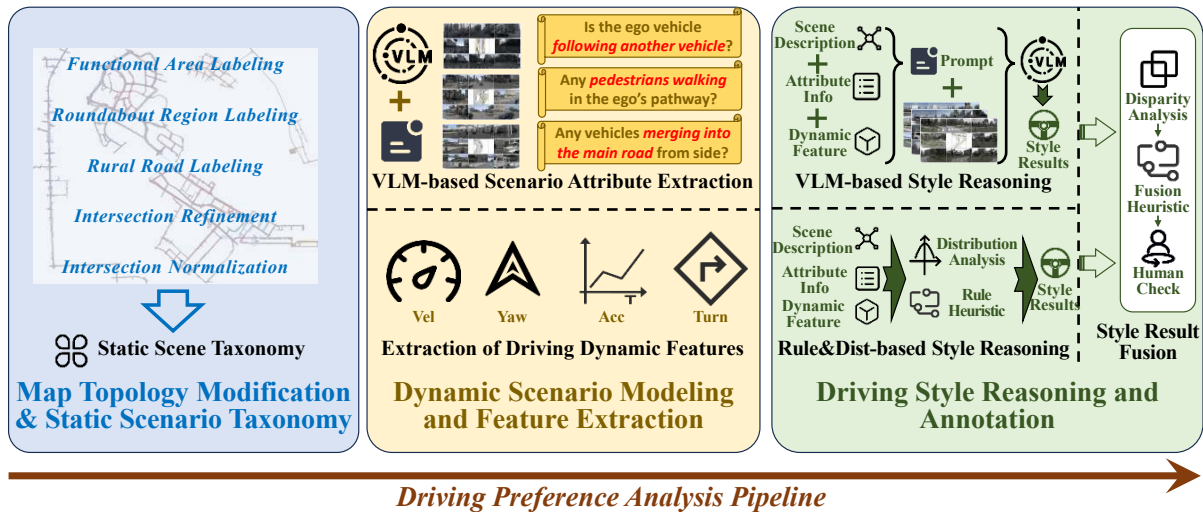 Functional Area Labeling
Roundabout Region Labeling
Rural Road Labeling
Intersection Refinement
Intersection Normalization
Static Scene Taxonomy
Map Topology Modification
& Static Scenario Taxonomy
VLM
+
Is the ego vehicle
following another vehicle?
Any pedestrians walking
in the ego's pathway?
Any vehicles merging into
the main road from side?
VLM-based Scenario Attribute Extraction
Vel
Yaw
T
Acc
Turn
Extraction of Driving Dynamic Features
Dynamic Scenario Modeling
and Feature Extraction
Scene
Description
+
Attribute
Info
+
Dynamic
Feature
Prompt
+
VLM
Style
Results
VLM-based Style Reasoning
Scene
Description
Attribute
Info
Dynamic
Feature
Distribution
Analysis
Rule
Heuristic
Style
Results
Rule&Dist-based Style Reasoning
Disparity
Analysis
Fusion
Heuristic
Human
Check
Style Result
Fusion
Driving Style Reasoning and
Annotation
Driving Preference Analysis Pipeline